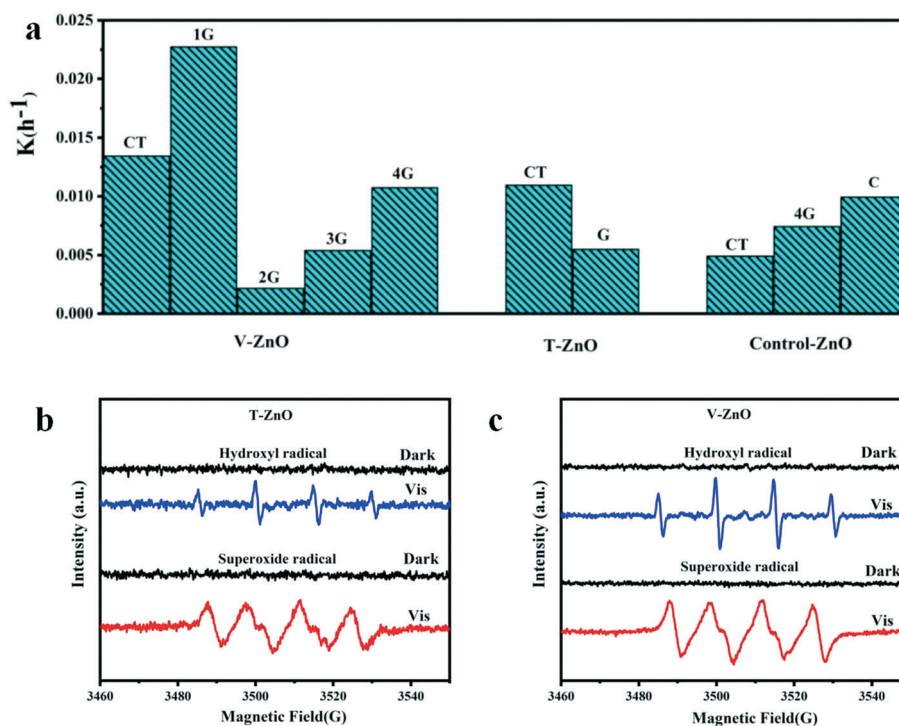 a
K(h-1)
0.025
0.020
0.015
0.010
0.005
0.000
CT
1G
2G
3G
4G
CT
G
CT
4G
C
V-ZnO
T-ZnO
Control-ZnO
b
T-ZnO
Intensity (a.u.)
Hydroxyl radical
Dark
Vis
Superoxide radical
Dark
Vis
3460 3480 3500 3520 3540
Magnetic Field(G)
c
V-ZnO
Intensity (a.u.)
Hydroxyl radical
Dark
Vis
Superoxide radical
Dark
Vis
3460 3480 3500 3520 3540
Magnetic Field(G)